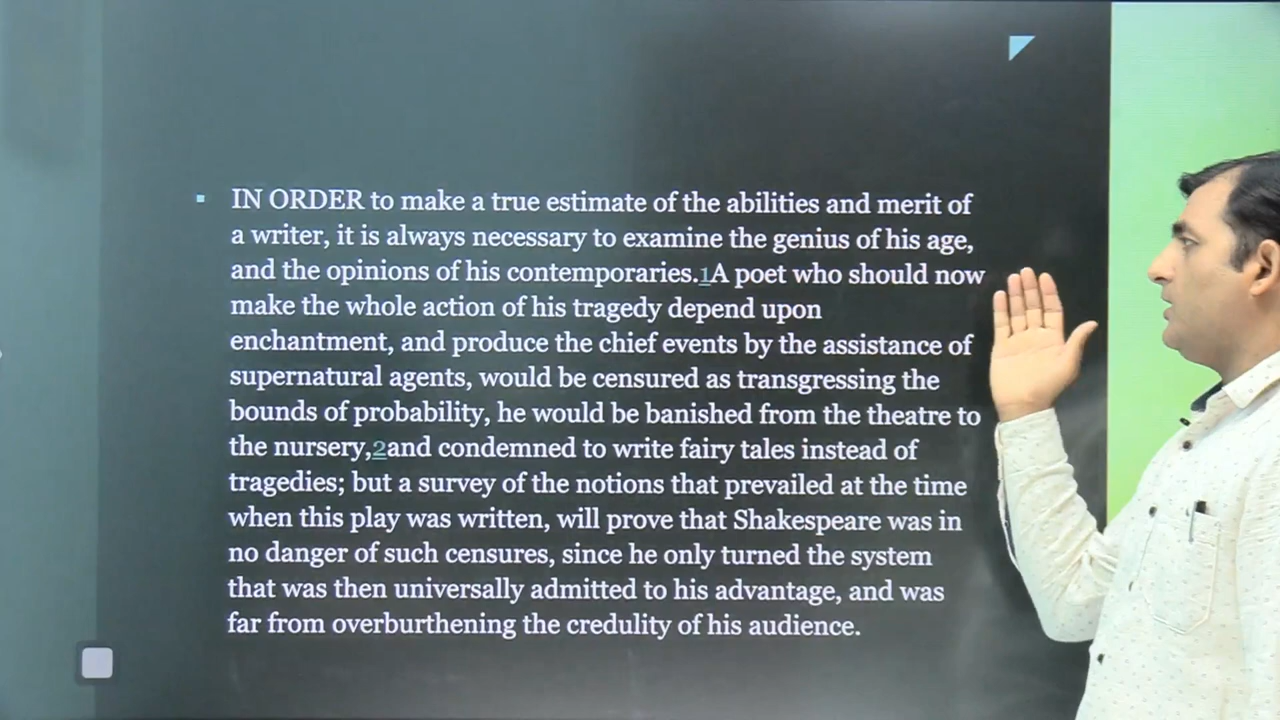 IN ORDER to make a true estimate of the abilities and merit of
a writer, it is always necessary to examine the genius of his age,
and the opinions of his contemporaries.1A poet who should now
make the whole action of his tragedy depend upon
enchantment, and produce the chief events by the assistance of
supernatural agents, would be censured as transgressing the
bounds of probability, he would be banished from the theatre to
the nursery,2and condemned to write fairy tales instead of
tragedies; but a survey of the notions that prevailed at the time
when this play was written, will prove that Shakespeare was in
no danger of such censures, since he only turned the system
that was then universally admitted to his advantage, and was
far from overburthening the credulity of his audience.